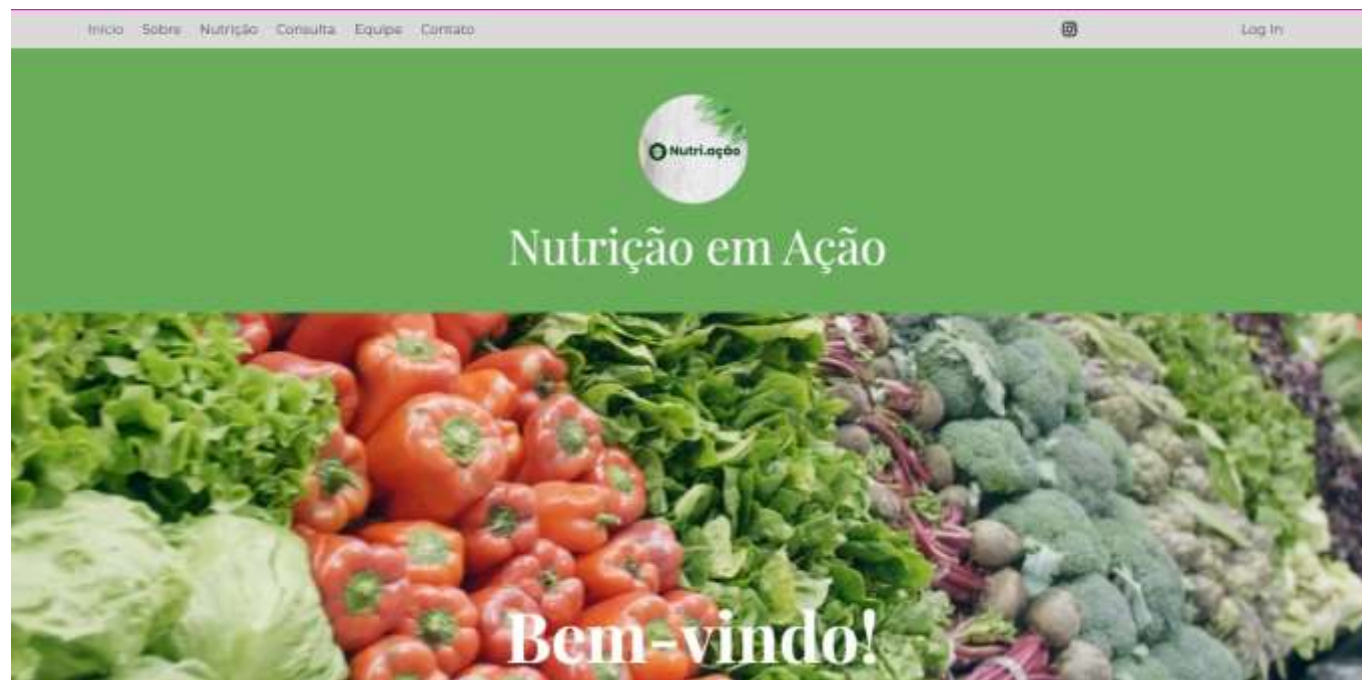 Início Sobre Nutrição Consulta Equipe Contato Log In
Nutri.ação
Nutrição em Ação
Bem-vindo!